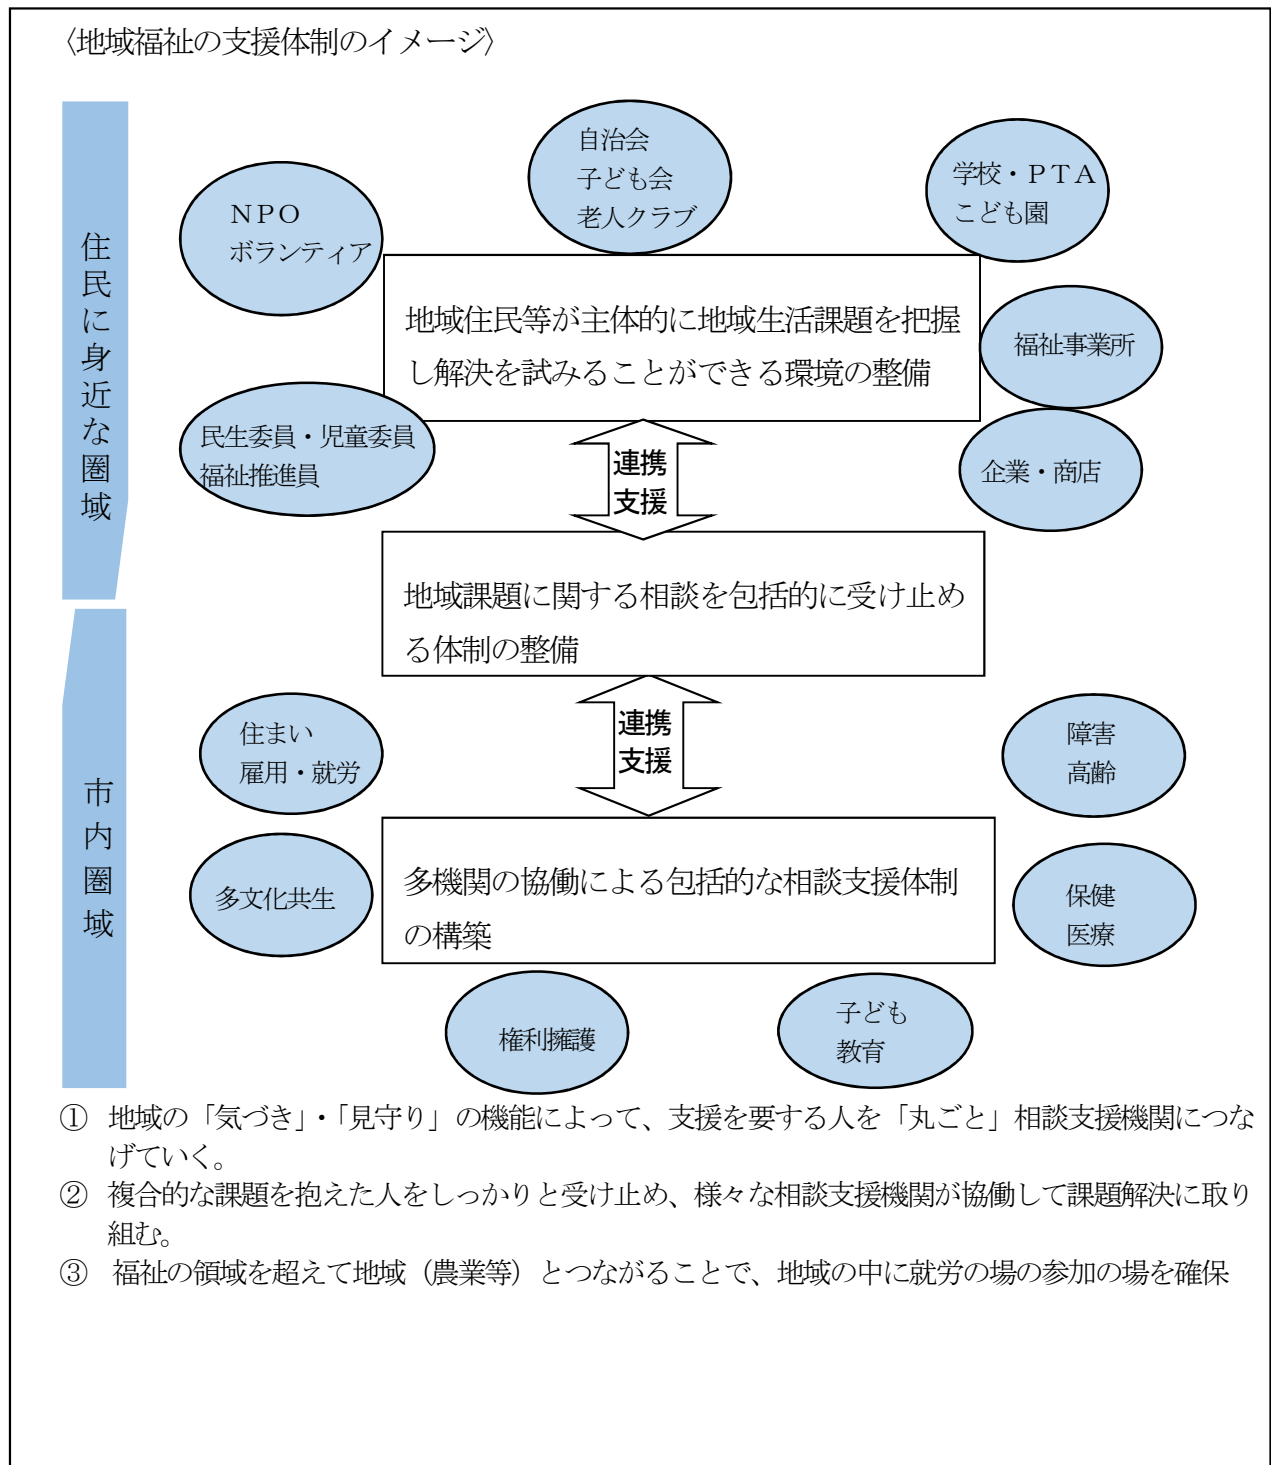 〈地域福祉の支援体制のイメージ〉
住民に身近な圏域
自治会
子ども会
老人クラブ
学校・ＰＴＡ
こども園
ＮＰＯ
ボランティア
地域住民等が主体的に地域生活課題を把握
し解決を試みることができる環境の整備
福祉事業所
民生委員・児童委員
福祉推進員
企業・商店
連携
支援
地域課題に関する相談を包括的に受け止め
る体制の整備
市内圏域
連携
支援
住まい
雇用・就労
障害
高齢
多文化共生
多機関の協働による包括的な相談支援体制
の構築
保健
医療
権利擁護
子ども
教育
① 地域の「気づき」・「見守り」の機能によって、支援を要する人を「丸ごと」相談支援機関につな
げていく。
② 複合的な課題を抱えた人をしっかりと受け止め、様々な相談支援機関が協働して課題解決に取り
組む。
③ 福祉の領域を超えて地域（農業等）とつながることで、地域の中に就労の場の参加の場を確保